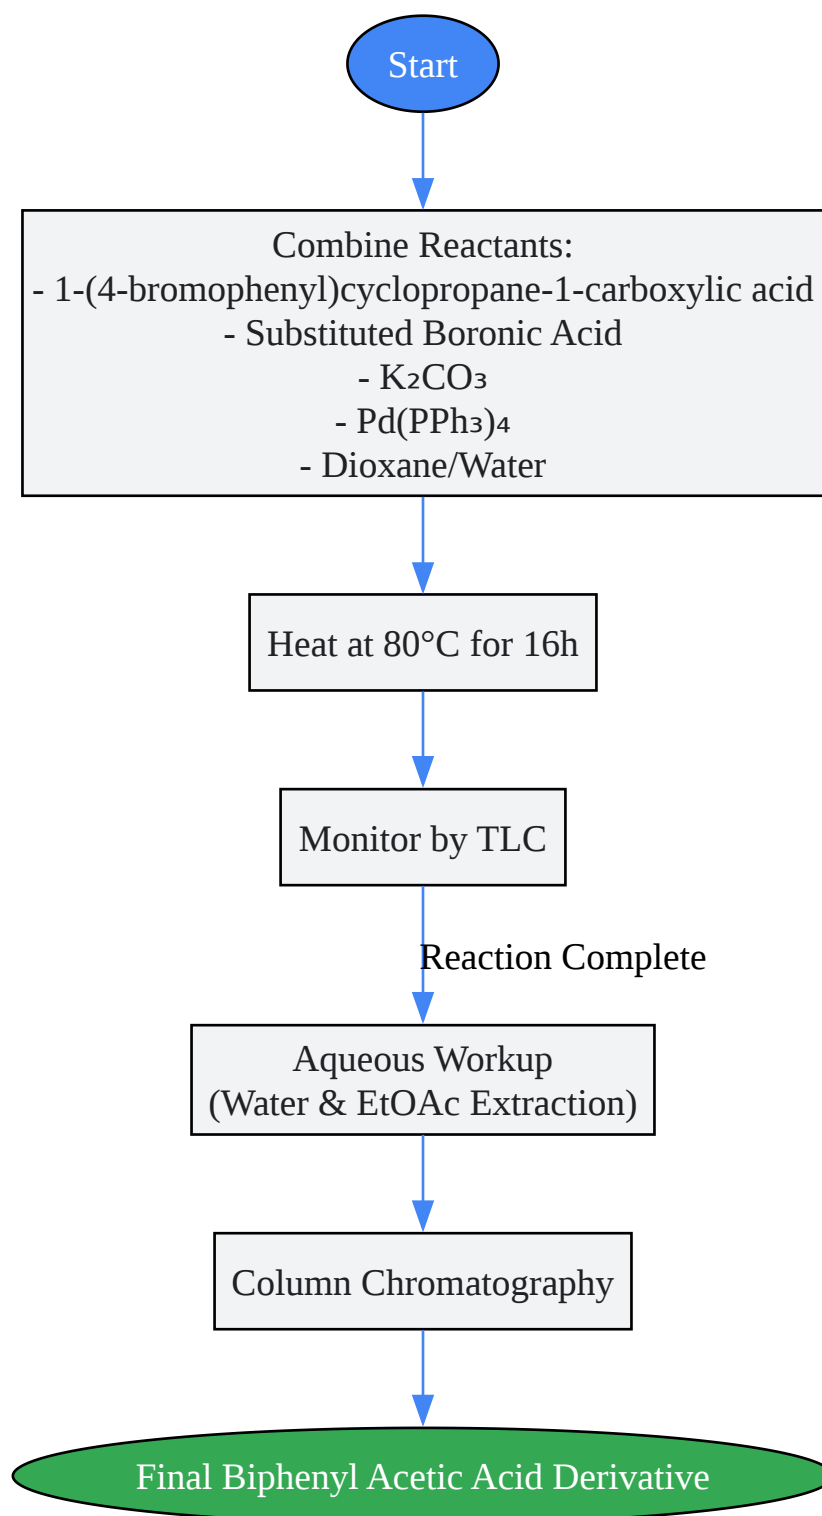 Start
Combine Reactants:
- 1-(4-bromophenyl)cyclopropane-1-carboxylic acid
- Substituted Boronic Acid
- K₂CO₃
- Pd(PPh₃)₄
- Dioxane/Water
Heat at 80°C for 16h
Monitor by TLC
Reaction Complete
Aqueous Workup
(Water & EtOAc Extraction)
Column Chromatography
Final Biphenyl Acetic Acid Derivative